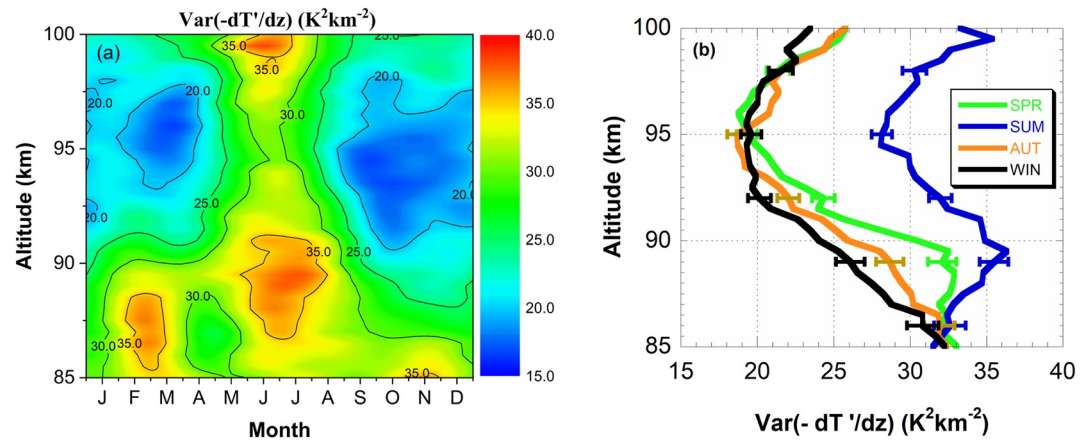 Var(-dT'/dz) (K²km⁻²)
(a)
100
95
90
85
Altitude (km)
35.0
35.0
25.0
20.0
20.0
20.0
30.0
25.0
20.0
35.0
25.0
30.0
35.0
30.0
30.0
35.0
J F M A M J J A S O N D
Month
40.0
35.0
30.0
25.0
20.0
15.0
(b)
100
95
90
85
Altitude (km)
SPR
SUM
AUT
WIN
15 20 25 30 35 40
Var(- dT '/dz) (K²km⁻²)